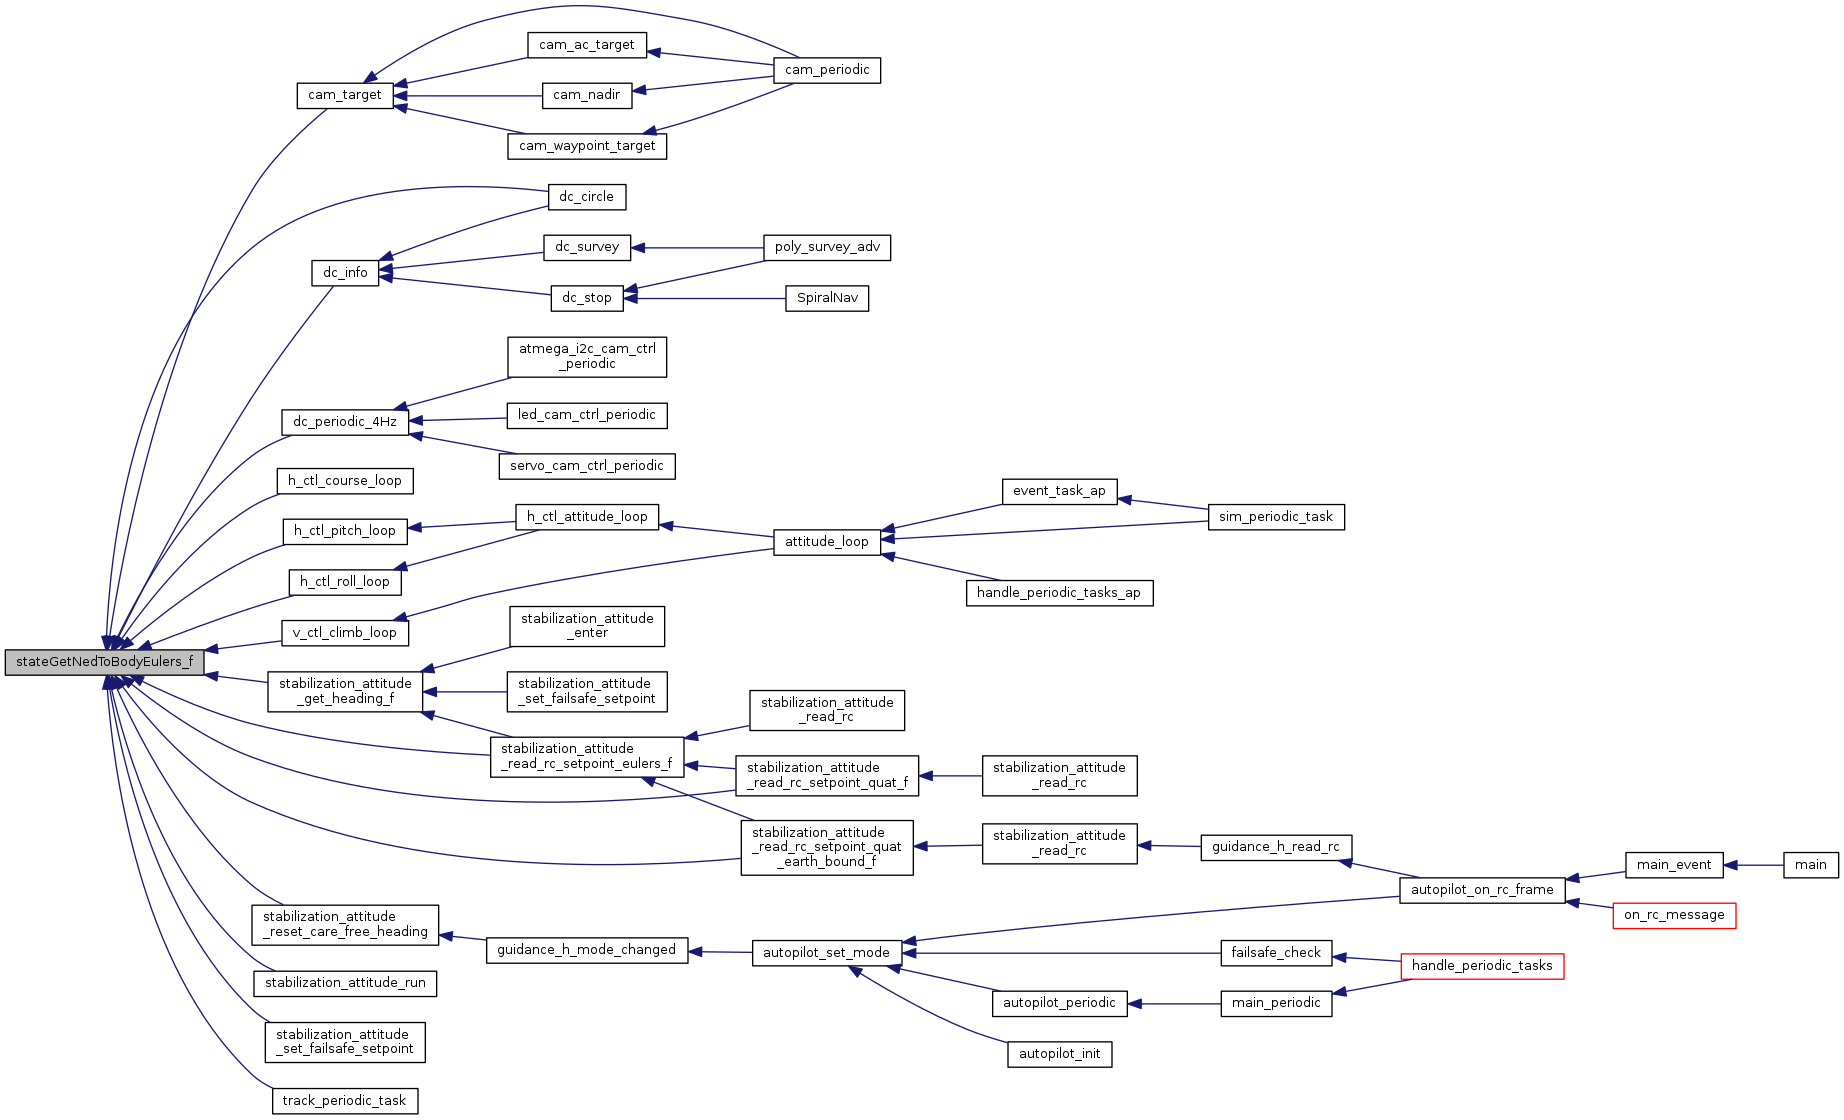 cam_ac_target
cam_periodic
cam_target
cam_nadir
cam_waypoint_target
dc_circle
dc_survey
poly_survey_adv
dc_info
dc_stop
SpiralNav
atmega_i2c_cam_ctrl
_periodic
dc_periodic_4Hz
led_cam_ctrl_periodic
servo_cam_ctrl_periodic
h_ctl_course_loop
event_task_ap
h_ctl_pitch_loop
h_ctl_attitude_loop
sim_periodic_task
attitude_loop
h_ctl_roll_loop
handle_periodic_tasks_ap
v_ctl_climb_loop
stabilization_attitude
_enter
stateGetNedToBodyEulers_f
stabilization_attitude
_get_heading_f
stabilization_attitude
_set_failsafe_setpoint
stabilization_attitude
_read_rc
stabilization_attitude
_read_rc_setpoint_eulers_f
stabilization_attitude
_read_rc_setpoint_quat_f
stabilization_attitude
_read_rc
stabilization_attitude
_read_rc_setpoint_quat
_earth_bound_f
stabilization_attitude
_read_rc
guidance_h_read_rc
main_event
main
autopilot_on_rc_frame
on_rc_message
stabilization_attitude
_reset_care_free_heading
guidance_h_mode_changed
autopilot_set_mode
failsafe_check
handle_periodic_tasks
stabilization_attitude_run
autopilot_periodic
main_periodic
stabilization_attitude
_set_failsafe_setpoint
autopilot_init
track_periodic_task